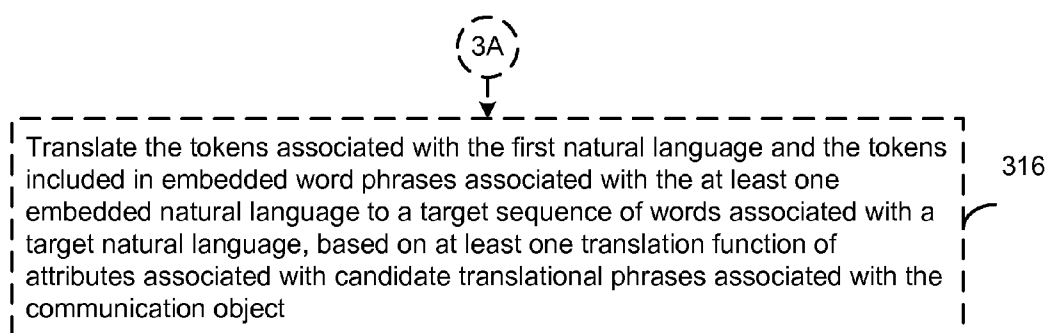 3A
Translate the tokens associated with the first natural language and the tokens
included in embedded word phrases associated with the at least one
embedded natural language to a target sequence of words associated with a
target natural language, based on at least one translation function of
attributes associated with candidate translational phrases associated with the
communication object
316